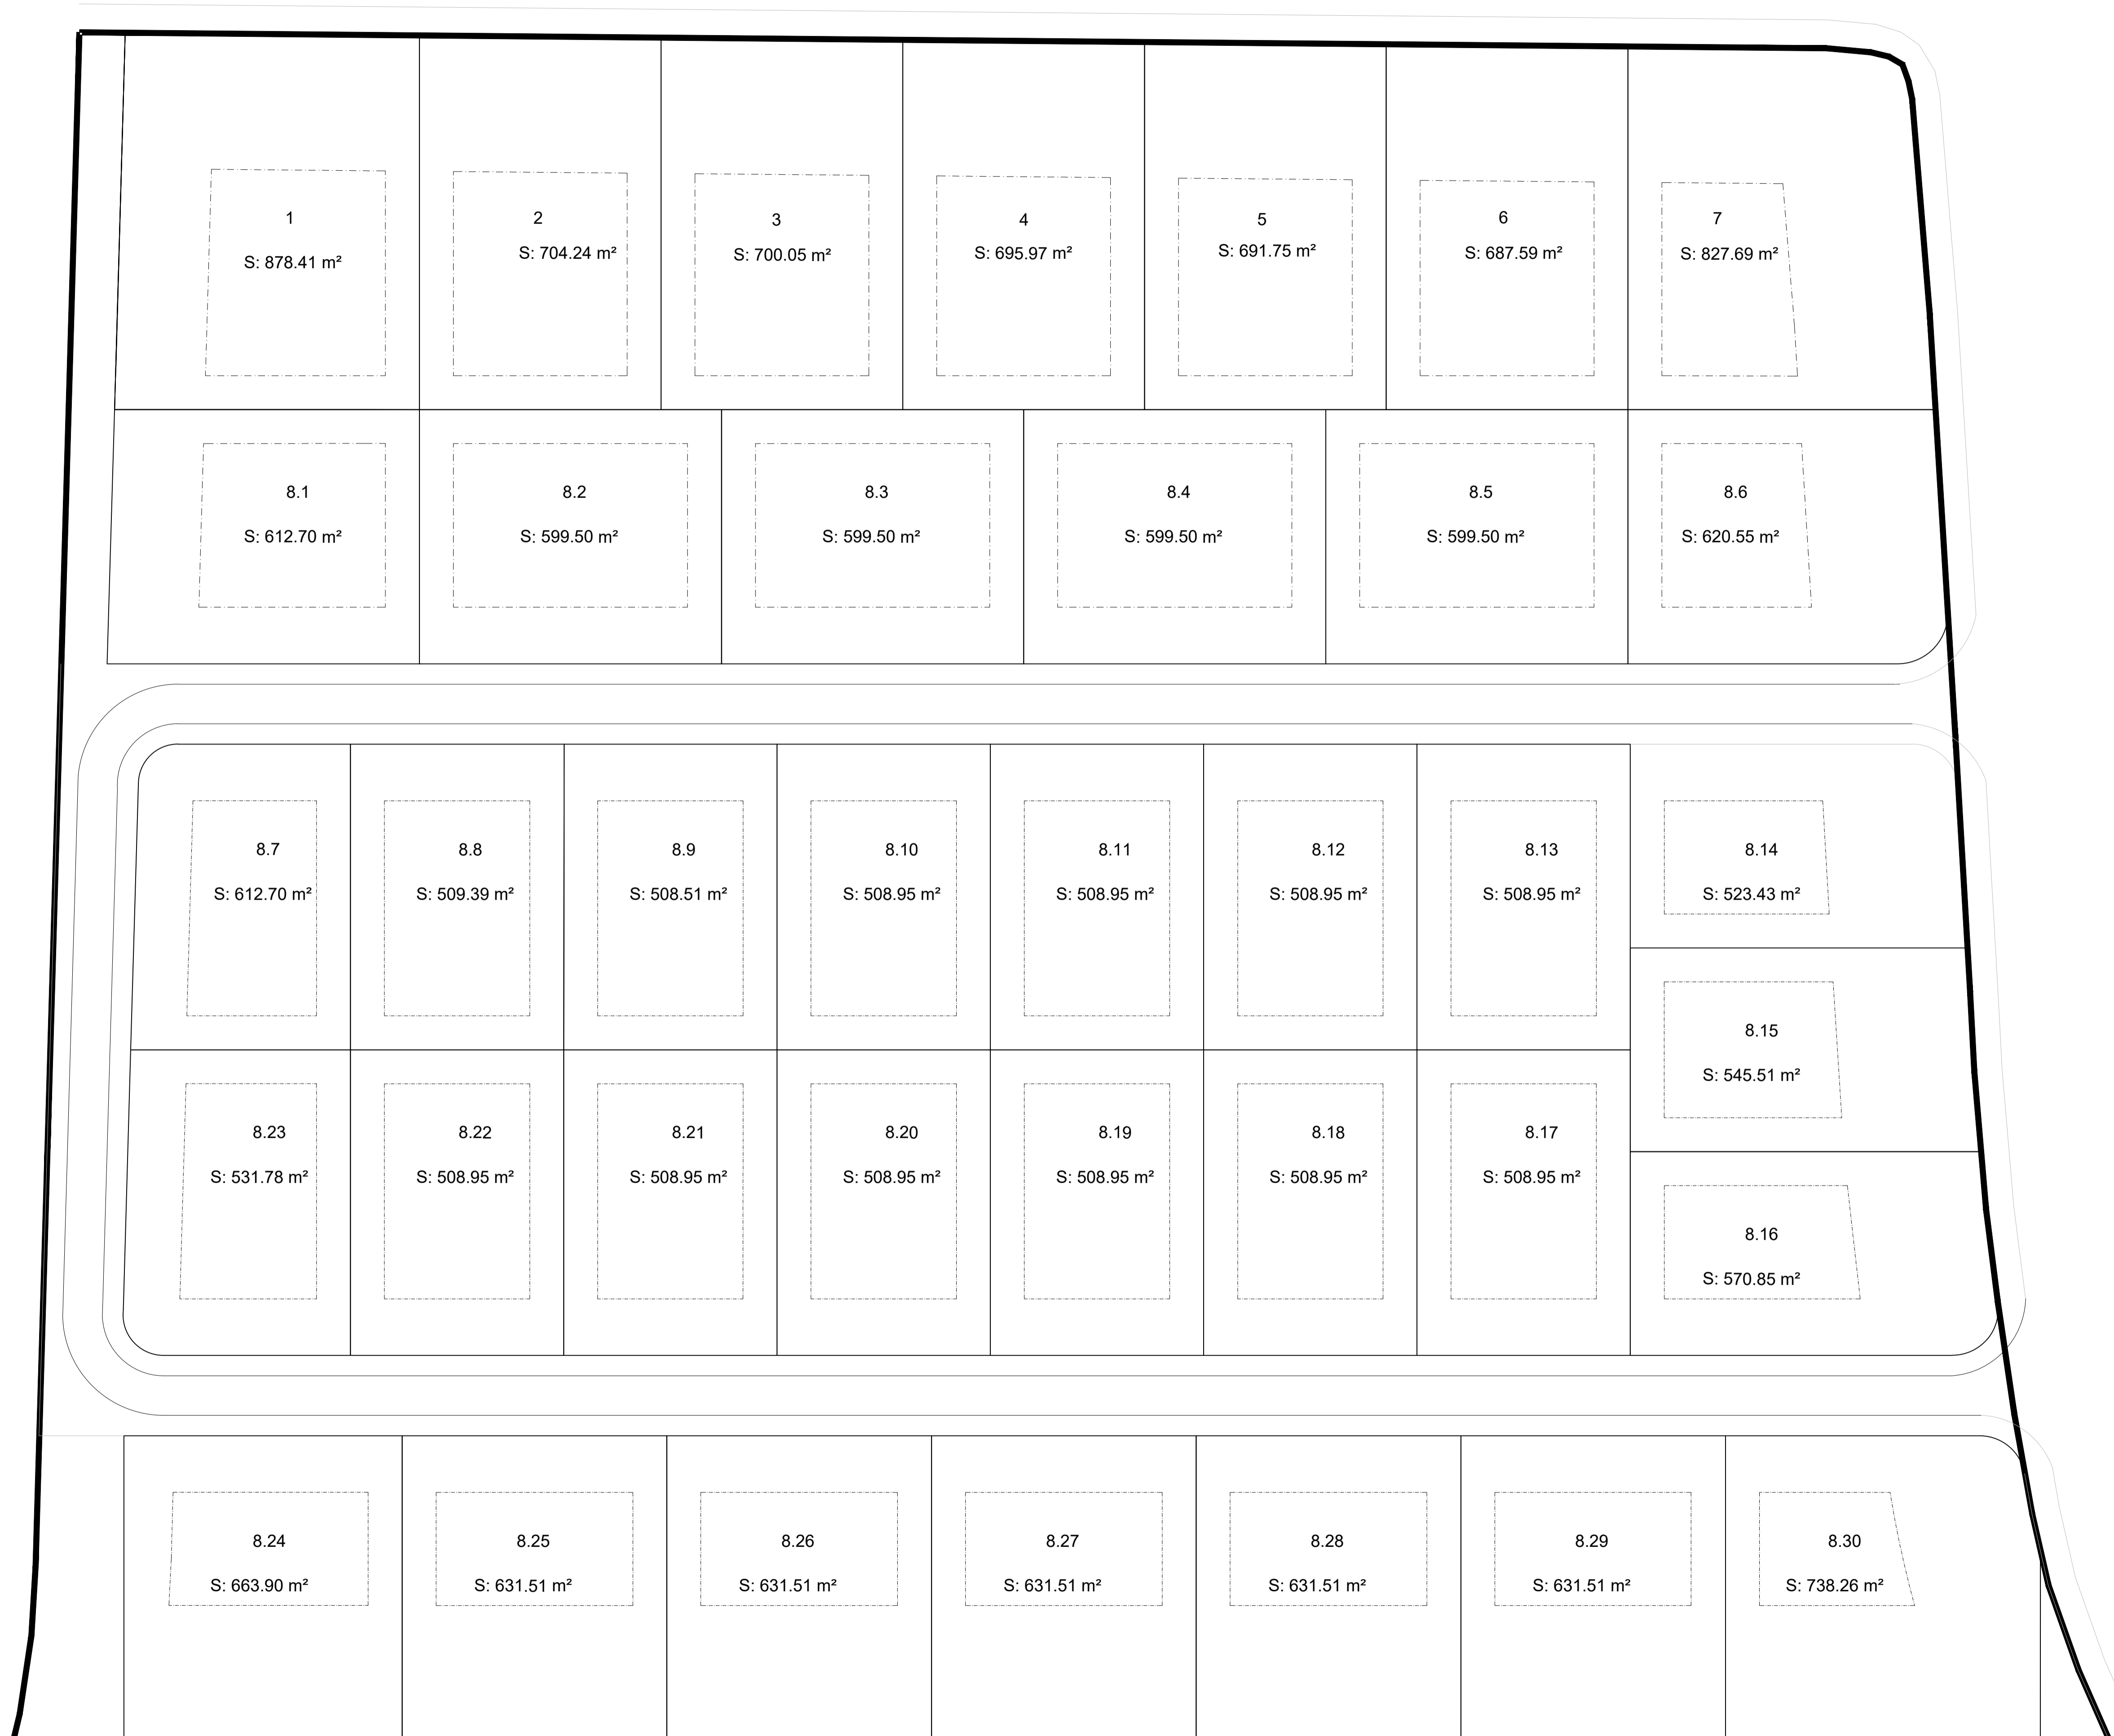 1
S: 878.41 m²
2
S: 704.24 m²
3
S: 700.05 m²
4
S: 695.97 m²
5
S: 691.75 m²
6
S: 687.59 m²
7
S: 827.69 m²
8.1
S: 612.70 m²
8.2
S: 599.50 m²
8.3
S: 599.50 m²
8.4
S: 599.50 m²
8.5
S: 599.50 m²
8.6
S: 620.55 m²
8.7
S: 612.70 m²
8.8
S: 509.39 m²
8.9
S: 508.51 m²
8.10
S: 508.95 m²
8.11
S: 508.95 m²
8.12
S: 508.95 m²
8.13
S: 508.95 m²
8.14
S: 523.43 m²
8.15
S: 545.51 m²
8.23
S: 531.78 m²
8.22
S: 508.95 m²
8.21
S: 508.95 m²
8.20
S: 508.95 m²
8.19
S: 508.95 m²
8.18
S: 508.95 m²
8.17
S: 508.95 m²
8.16
S: 570.85 m²
8.24
S: 663.90 m²
8.25
S: 631.51 m²
8.26
S: 631.51 m²
8.27
S: 631.51 m²
8.28
S: 631.51 m²
8.29
S: 631.51 m²
8.30
S: 738.26 m²